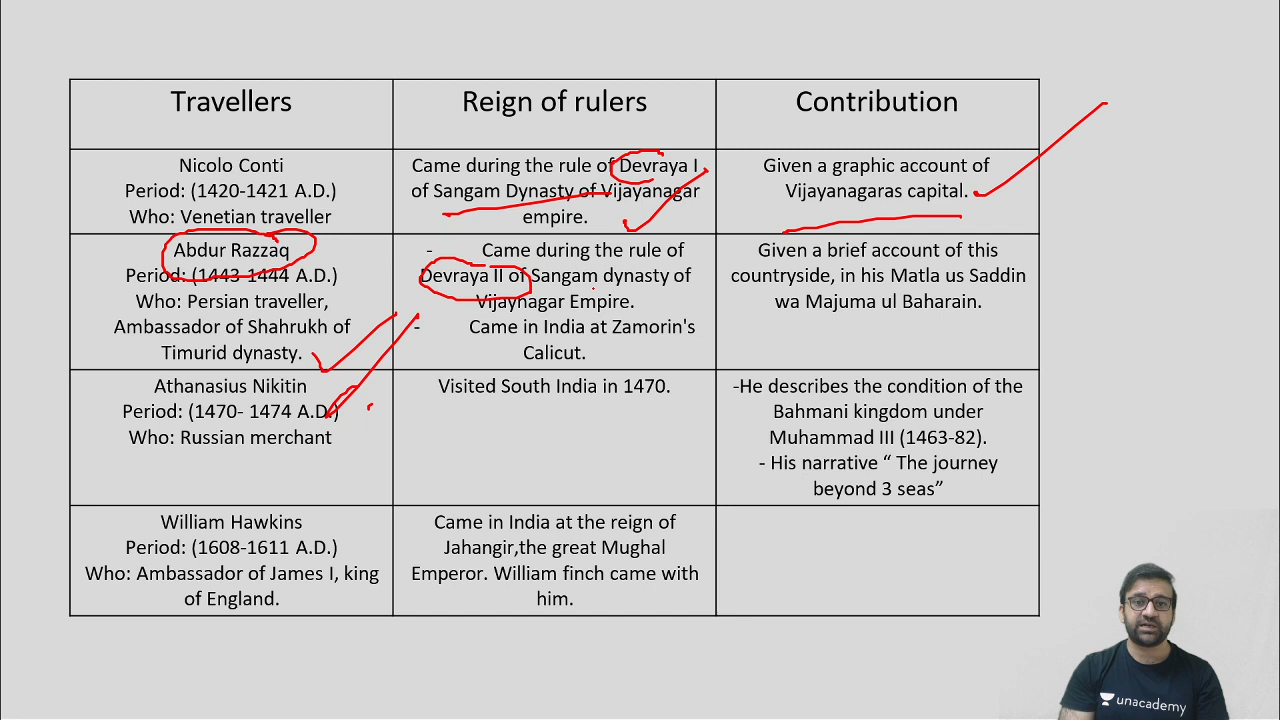 Travellers
Reign of rulers
Contribution
Nicolo Conti
Period: (1420-1421 A.D.)
Who: Venetian traveller
Came during the rule of Devraya I
of Sangam Dynasty of Vijayanagar
empire.
Given a graphic account of
Vijayanagaras capital.
Abdur Razzaq
Period: (1443-1444 A.D.)
Who: Persian traveller,
Ambassador of Shahrukh of
Timurid dynasty.
- Came during the rule of
Devraya II of Sangam dynasty of
Vijaynagar Empire.
- Came in India at Zamorin's
Calicut.
Given a brief account of this
countryside, in his Matla us Saddin
wa Majuma ul Baharain.
Athanasius Nikitin
Period: (1470- 1474 A.D.)
Who: Russian merchant
Visited South India in 1470.
-He describes the condition of the
Bahmani kingdom under
Muhammad III (1463-82).
- His narrative “ The journey
beyond 3 seas”
William Hawkins
Period: (1608-1611 A.D.)
Who: Ambassador of James I, king
of England.
Came in India at the reign of
Jahangir,the great Mughal
Emperor. William finch came with
him.
unacademy